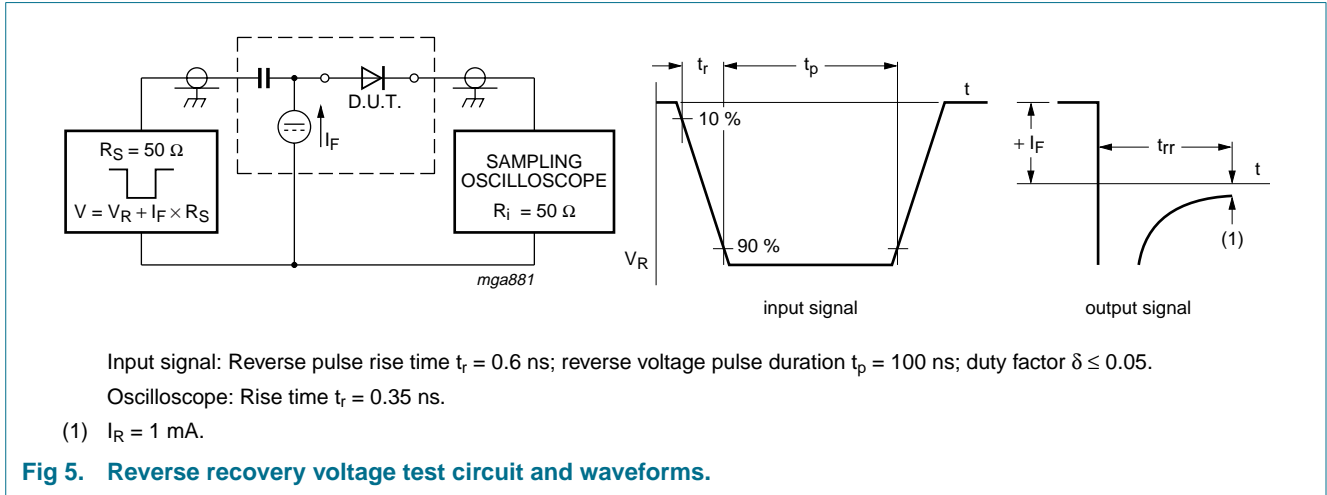 D.U.T.
I_F
R_S = 50 Ω
V = V_R + I_F × R_S
SAMPLING
OSCILLOSCOPE
R_i = 50 Ω
mga881
t_r
t_p
t
10 %
90 %
V_R
input signal
+ I_F
t_rr
t
(1)
output signal
Input signal: Reverse pulse rise time t_r = 0.6 ns; reverse voltage pulse duration t_p = 100 ns; duty factor δ ≤ 0.05.
Oscilloscope: Rise time t_r = 0.35 ns.
(1) I_R = 1 mA.
Fig 5. Reverse recovery voltage test circuit and waveforms.